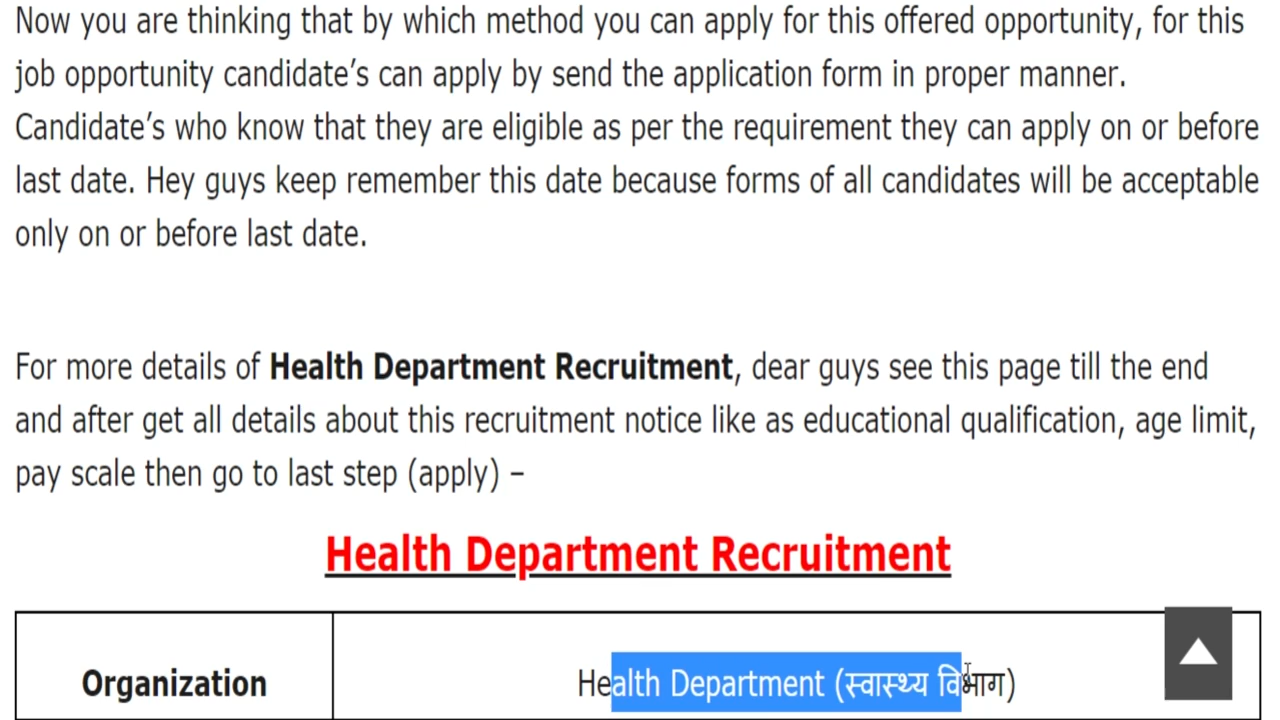 Now you are thinking that by which method you can apply for this offered opportunity, for this
job opportunity candidate’s can apply by send the application form in proper manner.
Candidate’s who know that they are eligible as per the requirement they can apply on or before
last date. Hey guys keep remember this date because forms of all candidates will be acceptable
only on or before last date.
For more details of Health Department Recruitment, dear guys see this page till the end
and after get all details about this recruitment notice like as educational qualification, age limit,
pay scale then go to last step (apply) –
Health Department Recruitment
Organization
Health Department (स्वास्थ्य विभाग)